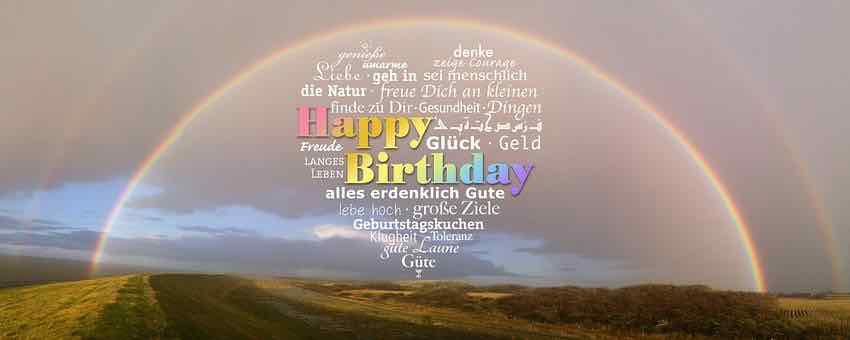 genieße denke
umarme zeige Courage
Liebe · geh in sei menschlich
die Natur · freue Dich an kleinen
finde zu Dir · Gesundheit · Dingen
Happy
Freude Glück · Geld
LANGES
LEBEN Birthday
alles erdenklich Gute
lebe hoch · große Ziele
Geburtstagskuchen
Klugheit · Toleranz
gute Laune
Güte